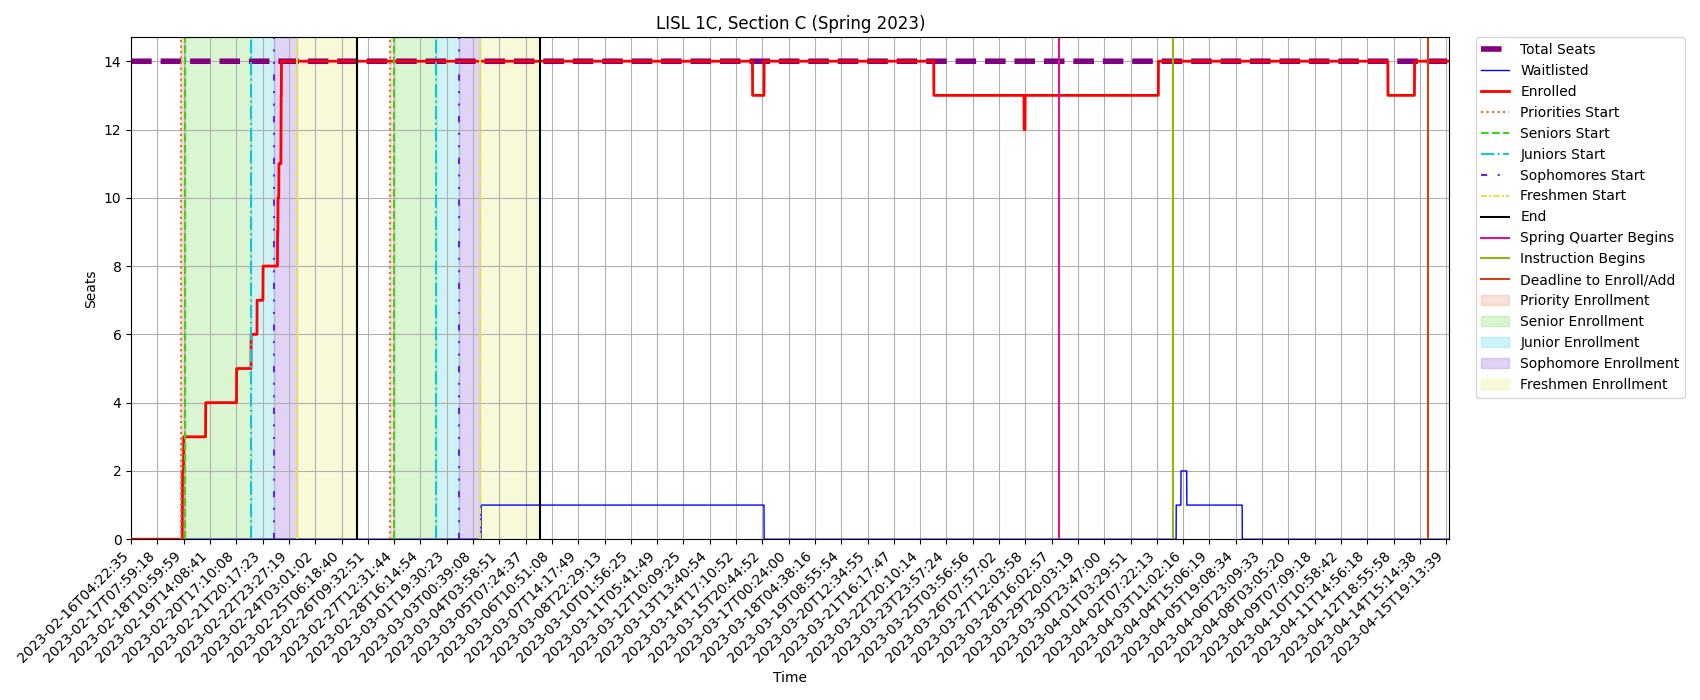 LISL 1C, Section C (Spring 2023)
Seats
14
12
10
8
6
4
2
0
2023-02-16T04:22:35
2023-02-17T07:59:18
2023-02-18T10:59:59
2023-02-19T14:08:41
2023-02-20T17:10:08
2023-02-21T20:17:23
2023-02-22T23:27:19
2023-02-24T03:01:02
2023-02-25T06:18:40
2023-02-26T09:32:51
2023-02-27T12:31:44
2023-02-28T16:14:54
2023-03-01T19:30:23
2023-03-03T00:39:08
2023-03-04T03:58:51
2023-03-05T07:24:37
2023-03-06T10:51:08
2023-03-07T14:17:49
2023-03-08T22:29:13
2023-03-10T01:56:25
2023-03-11T05:41:49
2023-03-12T10:09:25
2023-03-13T13:40:54
2023-03-14T17:10:52
2023-03-15T20:44:52
2023-03-17T00:24:00
2023-03-18T04:38:16
2023-03-19T08:55:54
2023-03-20T12:34:55
2023-03-21T16:17:47
2023-03-22T20:10:14
2023-03-23T23:57:24
2023-03-25T03:56:56
2023-03-26T07:57:02
2023-03-27T12:03:58
2023-03-28T16:02:57
2023-03-29T20:03:19
2023-03-30T23:47:00
2023-04-01T03:29:51
2023-04-02T07:22:13
2023-04-03T11:02:16
2023-04-04T15:06:19
2023-04-05T19:08:34
2023-04-06T23:09:33
2023-04-08T03:05:20
2023-04-09T07:09:18
2023-04-10T10:58:42
2023-04-11T14:56:18
2023-04-12T18:55:58
2023-04-14T15:14:38
2023-04-15T19:13:39
Time
Total Seats
Waitlisted
Enrolled
Priorities Start
Seniors Start
Juniors Start
Sophomores Start
Freshmen Start
End
Spring Quarter Begins
Instruction Begins
Deadline to Enroll/Add
Priority Enrollment
Senior Enrollment
Junior Enrollment
Sophomore Enrollment
Freshmen Enrollment